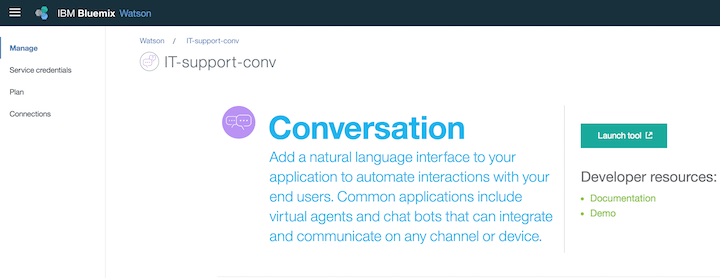 IBM Bluemix Watson
Manage
Service credentials
Plan
Connections
Watson / IT-support-conv
IT-support-conv
Conversation
Add a natural language interface to your
application to automate interactions with your
end users. Common applications include
virtual agents and chat bots that can integrate
and communicate on any channel or device.
Launch tool
Developer resources:
Documentation
Demo